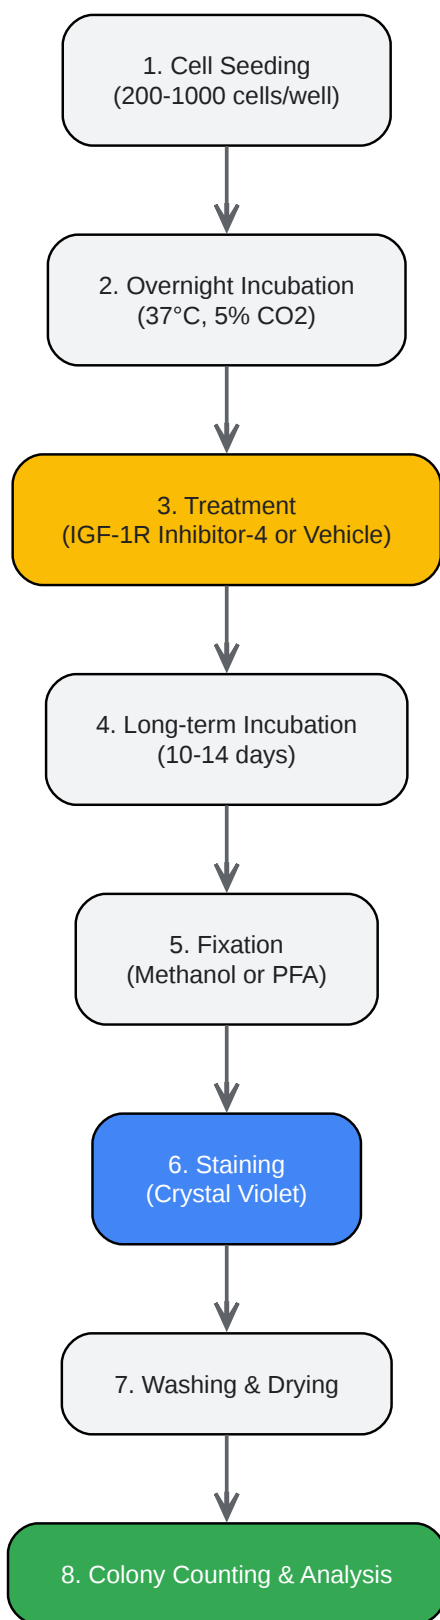 1. Cell Seeding
(200-1000 cells/well)
2. Overnight Incubation
(37°C, 5% CO2)
3. Treatment
(IGF-1R Inhibitor-4 or Vehicle)
4. Long-term Incubation
(10-14 days)
5. Fixation
(Methanol or PFA)
6. Staining
(Crystal Violet)
7. Washing & Drying
8. Colony Counting & Analysis